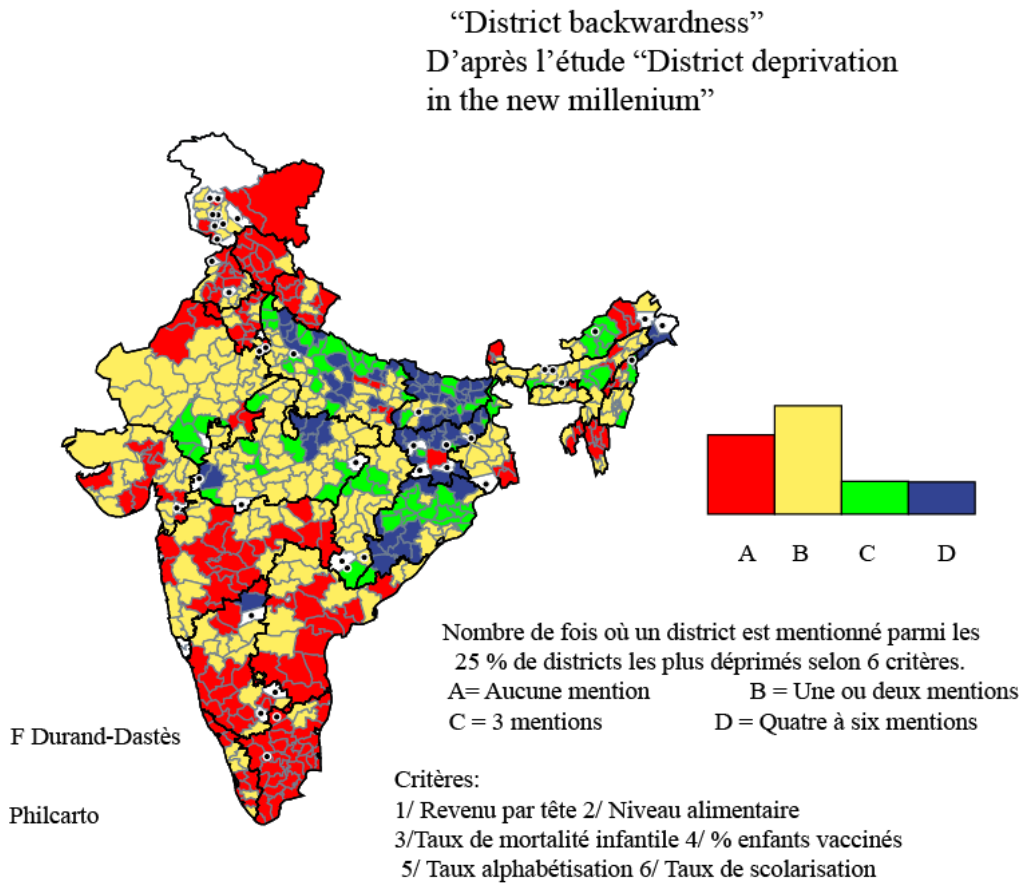 “District backwardness”
D’après l’étude “District deprivation
in the new millenium”
A B C D
Nombre de fois où un district est mentionné parmi les
25 % de districts les plus déprimés selon 6 critères.
A= Aucune mention B = Une ou deux mentions
C = 3 mentions D = Quatre à six mentions
F Durand-Dastès
Critères:
1/ Revenu par tête 2/ Niveau alimentaire
Philcarto
3/Taux de mortalité infantile 4/ % enfants vaccinés
5/ Taux alphabétisation 6/ Taux de scolarisation